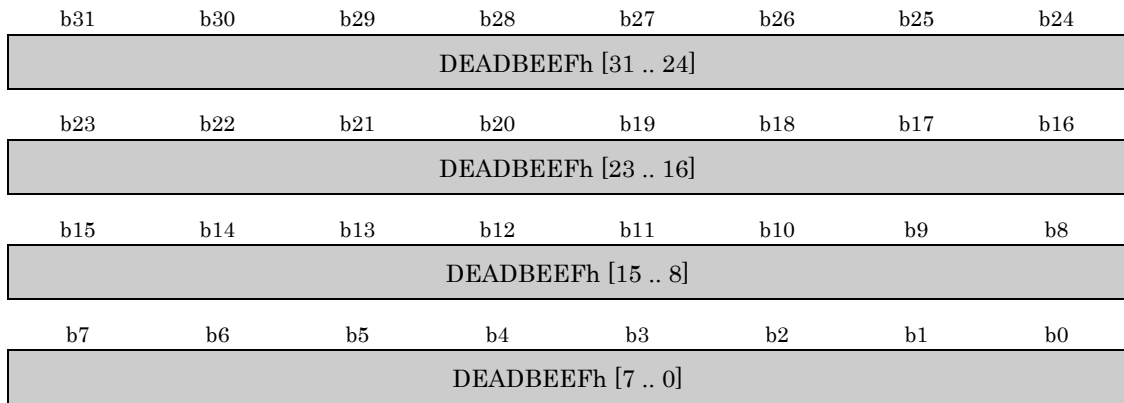 b31 b30 b29 b28 b27 b26 b25 b24
DEADBEEFh [31 .. 24]
b23 b22 b21 b20 b19 b18 b17 b16
DEADBEEFh [23 .. 16]
b15 b14 b13 b12 b11 b10 b9 b8
DEADBEEFh [15 .. 8]
b7 b6 b5 b4 b3 b2 b1 b0
DEADBEEFh [7 .. 0]